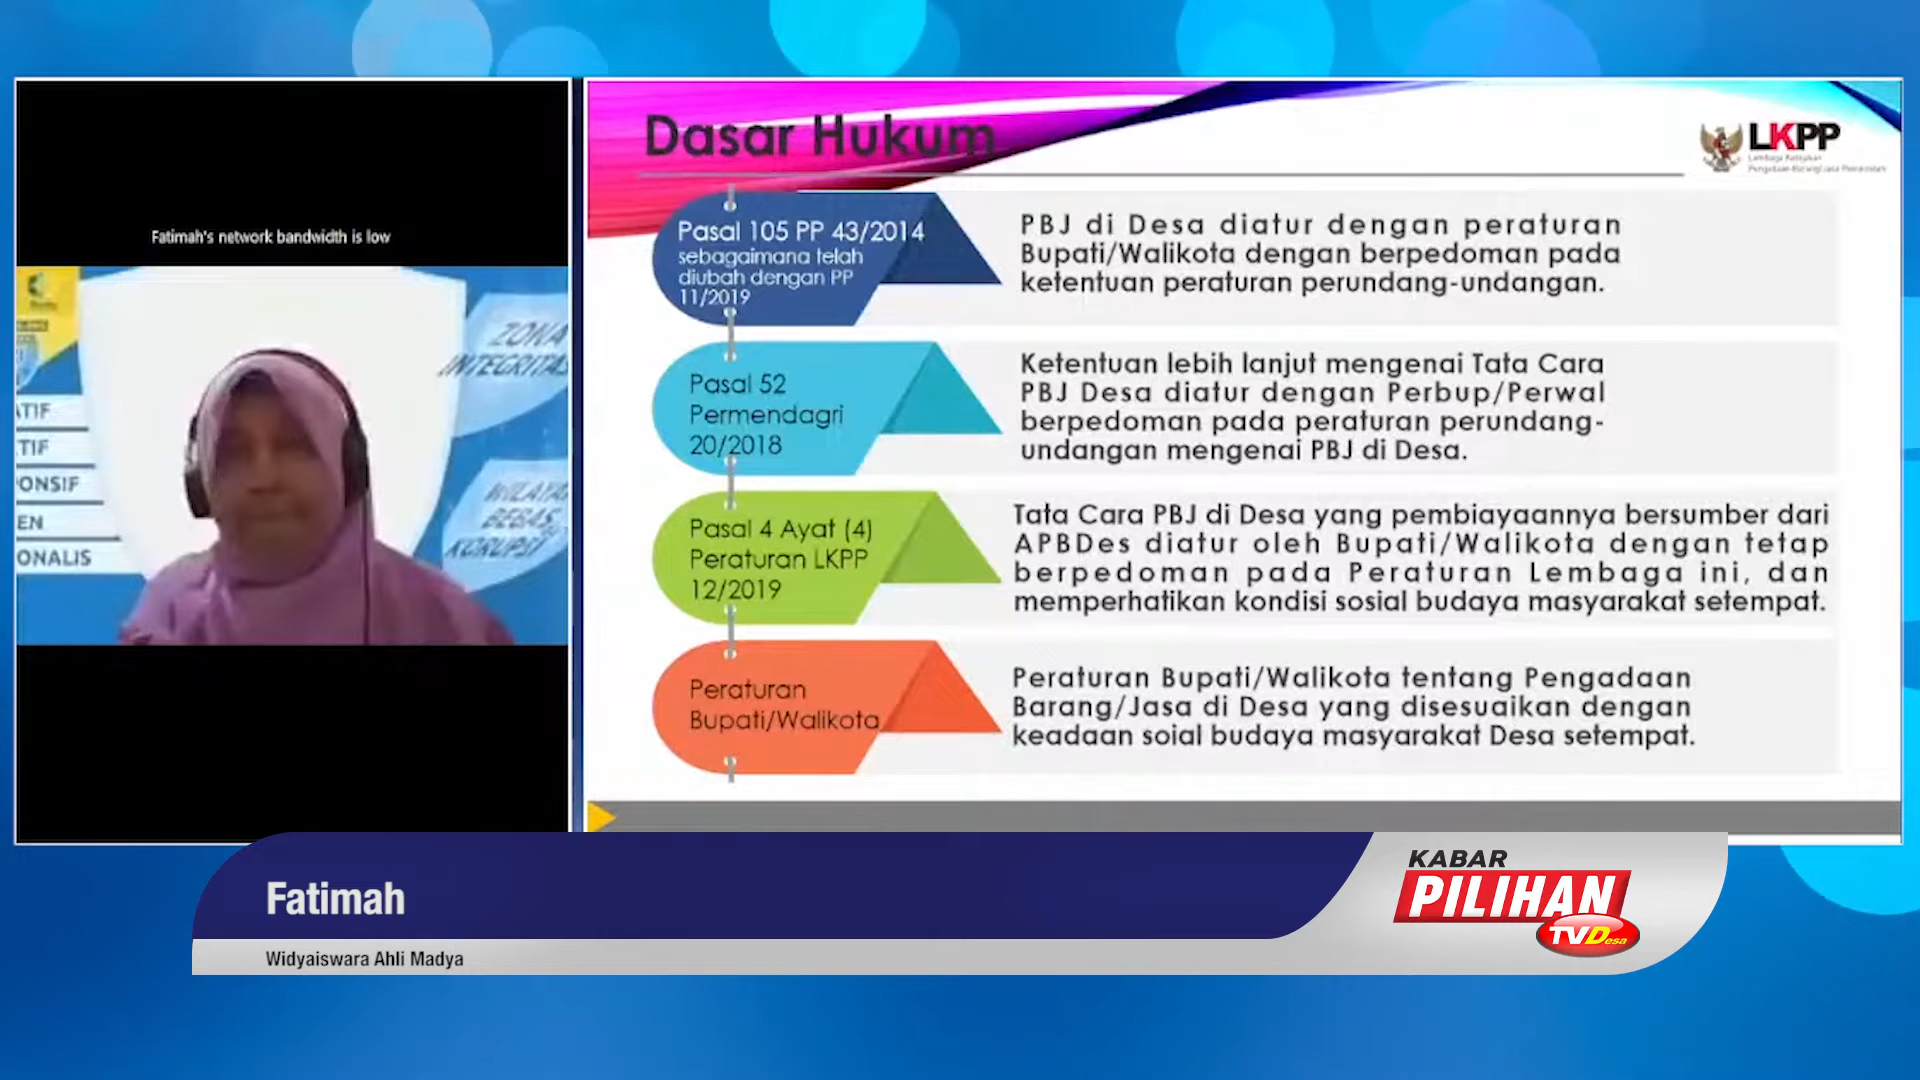 Fatimah's network bandwidth is low
ZONA
INTEGRITAS
ATIF
TIF
ONSIF
EN
ONALIS
WILAYAH
BEBAS
KORUPSI
Dasar Hukum
LKPP
Lembaga Kebijakan
Pengadaan Barang/Jasa Pemerintah
Pasal 105 PP 43/2014
sebagaimana telah
diubah dengan PP
11/2019
PBJ di Desa diatur dengan peraturan
Bupati/Walikota dengan berpedoman pada
ketentuan peraturan perundang-undangan.
Pasal 52
Permendagri
20/2018
Ketentuan lebih lanjut mengenai Tata Cara
PBJ Desa diatur dengan Perbup/Perwal
berpedoman pada peraturan perundang-
undangan mengenai PBJ di Desa.
Pasal 4 Ayat (4)
Peraturan LKPP
12/2019
Tata Cara PBJ di Desa yang pembiayaannya bersumber dari
APBDes diatur oleh Bupati/Walikota dengan tetap
berpedoman pada Peraturan Lembaga ini, dan
memperhatikan kondisi sosial budaya masyarakat setempat.
Peraturan
Bupati/Walikota
Peraturan Bupati/Walikota tentang Pengadaan
Barang/Jasa di Desa yang disesuaikan dengan
keadaan soial budaya masyarakat Desa setempat.
Fatimah
Widyaiswara Ahli Madya
KABAR
PILIHAN
TVDesa